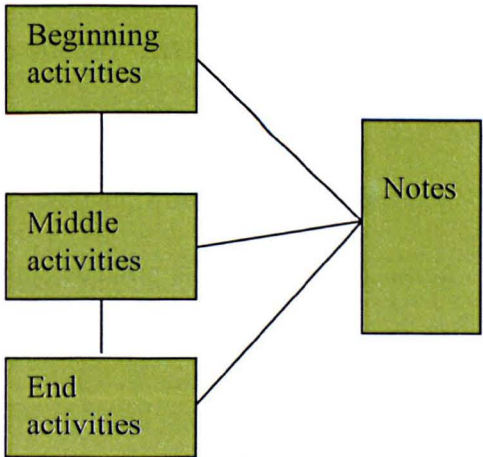 Beginning
activities
Notes
Middle
activities
End
activities